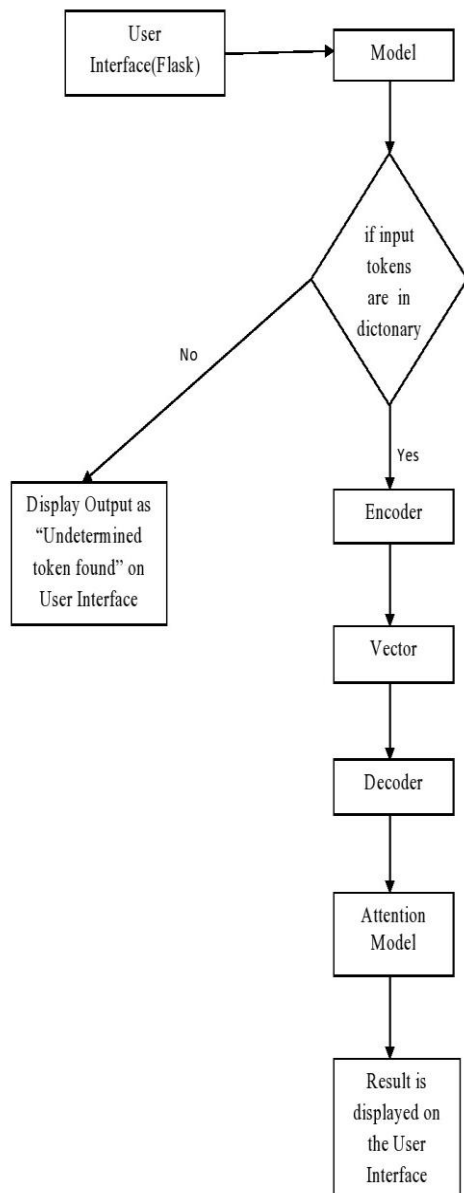 User
Interface(Flask)
Model
if input
tokens
are in
dictonary
No
Yes
Display Output as
“Undetermined
token found” on
User Interface
Encoder
Vector
Decoder
Attention
Model
Result is
displayed on
the User
Interface